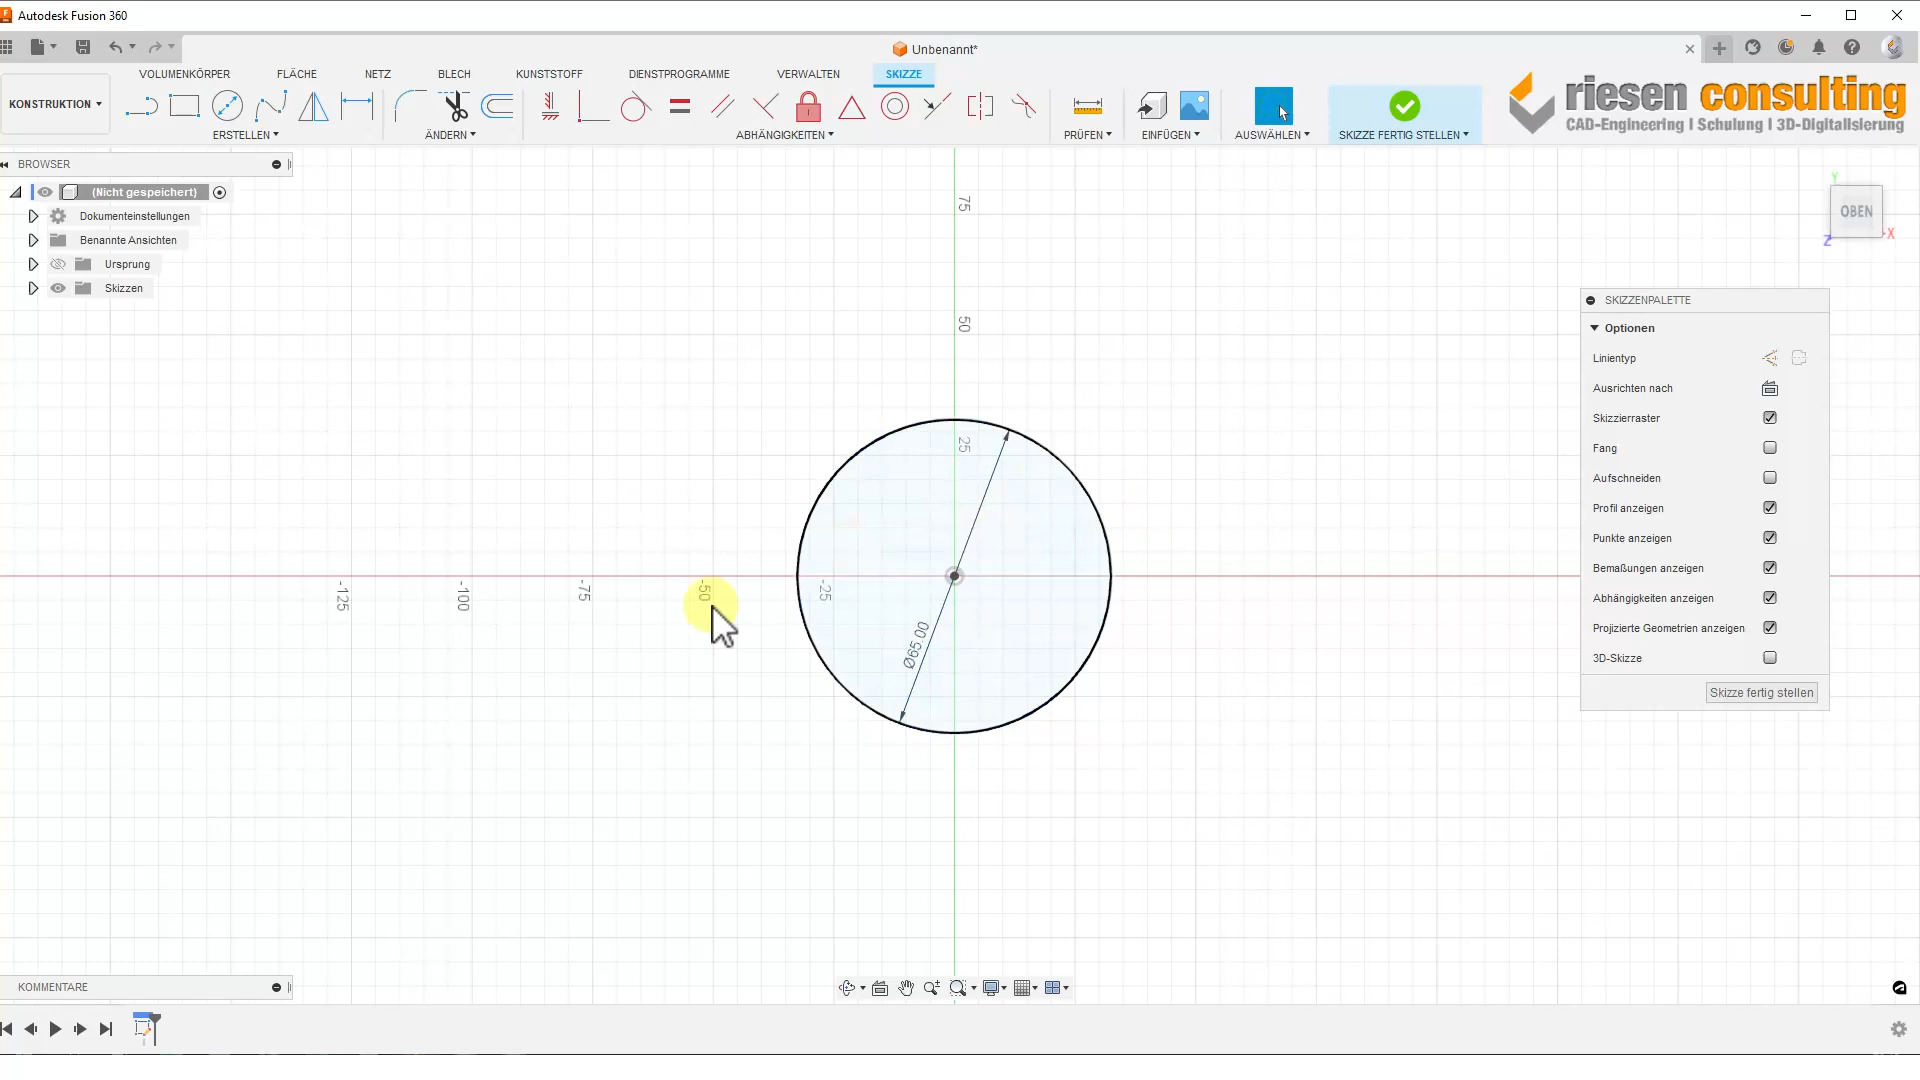 Autodesk Fusion 360
Unbenannt*
VOLUMENKÖRPER FLÄCHE NETZ BLECH KUNSTSTOFF DIENSTPROGRAMME VERWALTEN SKIZZE
KONSTRUKTION
ERSTELLEN ÄNDERN ABHÄNGIGKEITEN PRÜFEN EINFÜGEN AUSWÄHLEN SKIZZE FERTIG STELLEN
riesen consulting
CAD-Engineering I Schulung I 3D-Digitalisierung
BROWSER
(Nicht gespeichert)
Dokumenteinstellungen
Benannte Ansichten
Ursprung
Skizzen
75
50
25
-125
-100
-75
-50
-25
Ø65.00
Y
OBEN
X
Z
SKIZZENPALETTE
Optionen
Linientyp
Ausrichten nach
Skizzierraster
Fang
Aufschneiden
Profil anzeigen
Punkte anzeigen
Bemaßungen anzeigen
Abhängigkeiten anzeigen
Projizierte Geometrien anzeigen
3D-Skizze
Skizze fertig stellen
KOMMENTARE